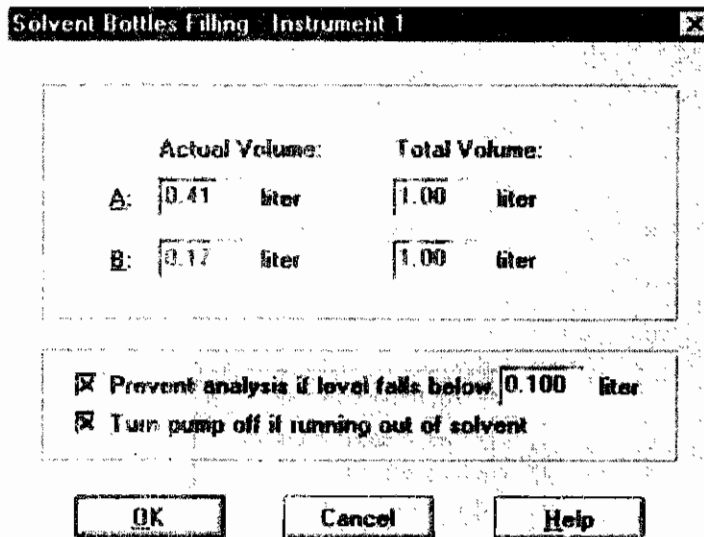 Solvent Bottles Filling : Instrument 1
Actual Volume: Total Volume:
A: 0.41 liter 1.00 liter
B: 0.17 liter 1.00 liter
Prevent analysis if level falls below 0.100 liter
Turn pump off if running out of solvent
OK Cancel Help